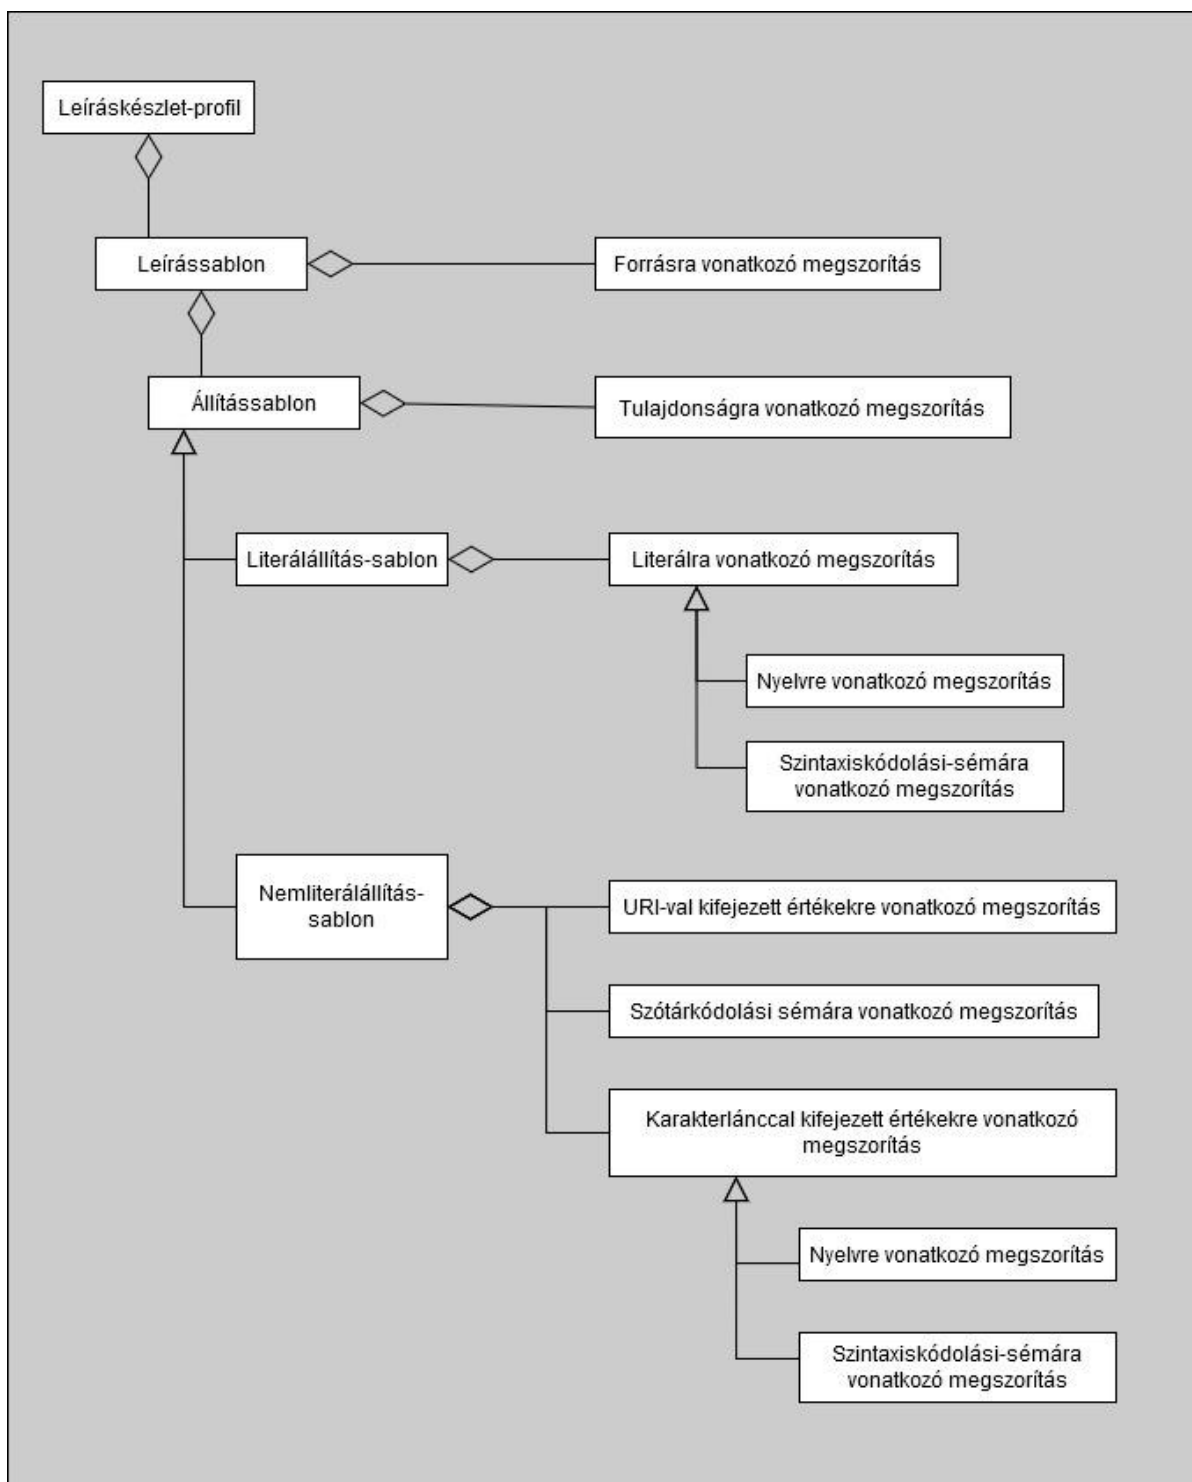 Leíráskészlet-profil
Leírássablon
Forrásra vonatkozó megszorítás
Állítássablon
Tulajdonságra vonatkozó megszorítás
Literálállítás-sablon
Literálra vonatkozó megszorítás
Nyelvre vonatkozó megszorítás
Szintaxiskódolási-sémára
vonatkozó megszorítás
Nemliterálállítás-
sablon
URI-val kifejezett értékekre vonatkozó megszorítás
Szótárkódolási sémára vonatkozó megszorítás
Karakterlánccal kifejezett értékekre vonatkozó
megszorítás
Nyelvre vonatkozó megszorítás
Szintaxiskódolási-sémára
vonatkozó megszorítás